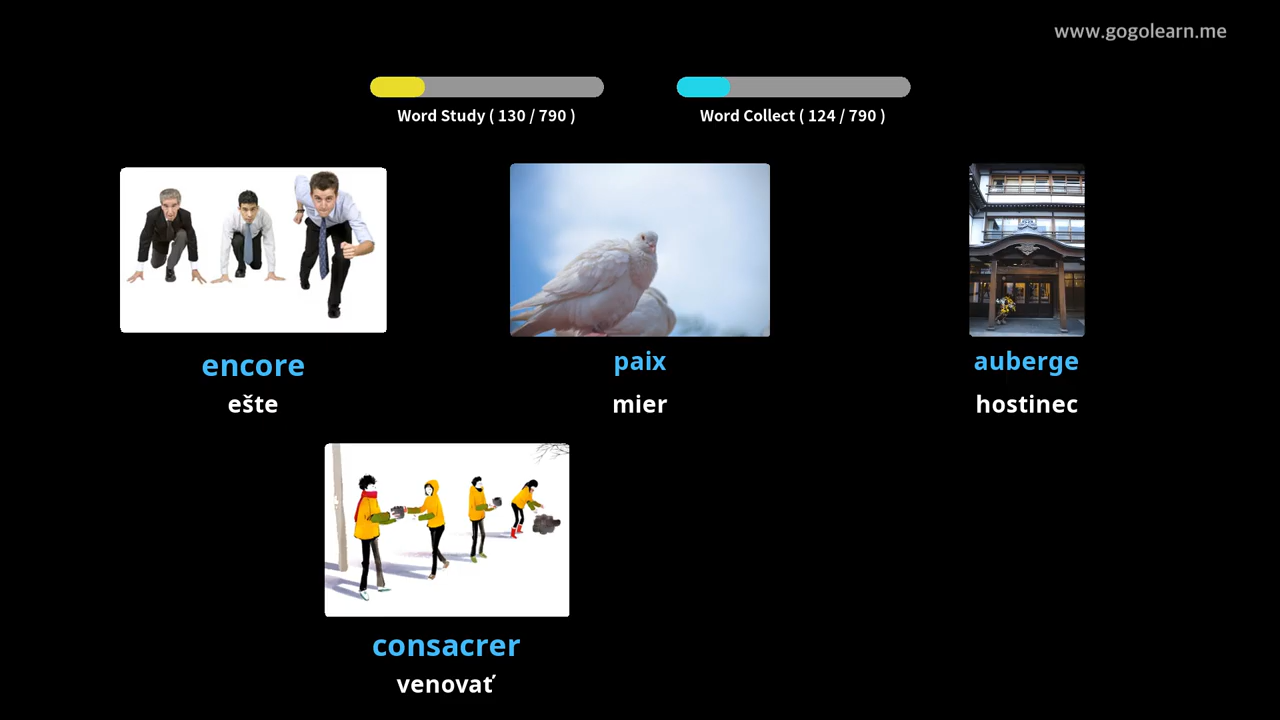 www.gogolearn.me
Word Study ( 130 / 790 )
Word Collect ( 124 / 790 )
encore
ešte
paix
mier
auberge
hostinec
consacrer
venovať